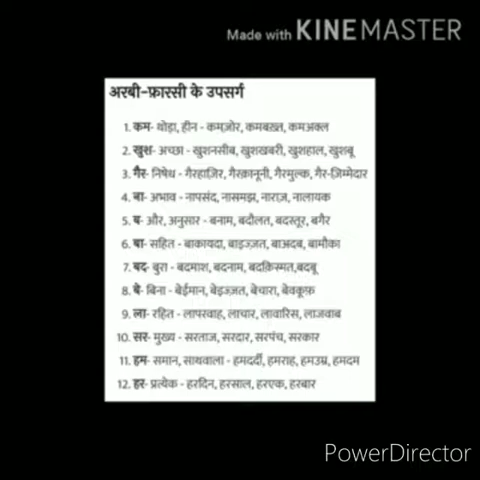 Made with KINEMASTER
अरबी-फ़ारसी के उपसर्ग
1. कम- थोड़ा, हीन - कमज़ोर, कमबख़्त, कमअक्ल
2. खुश- अच्छा - खुशनसीब, खुशखबरी, खुशहाल, खुशबू
3. गैर- निषेध - गैरहाज़िर, गैरक़ानूनी, गैरमुल्क, गैर-ज़िम्मेदार
4. ना- अभाव - नापसंद, नासमझ, नाराज़, नालायक
5. ब- और, अनुसार - बनाम, बदौलत, बदस्तूर, बगैर
6. बा- सहित - बाकायदा, बाइज्ज़त, बाअदब, बामौका
7. बद- बुरा - बदमाश, बदनाम, बदक़िस्मत,बदबू
8. बे- बिना - बेईमान, बेइज्ज़त, बेचारा, बेवकूफ़
9. ला- रहित - लापरवाह, लाचार, लावारिस, लाजवाब
10. सर- मुख्य - सरताज, सरदार, सरपंच, सरकार
11. हम- समान, साथवाला - हमदर्दी, हमराह, हमउम्र, हमदम
12. हर- प्रत्येक - हरदिन, हरसाल, हरएक, हरबार
PowerDirector